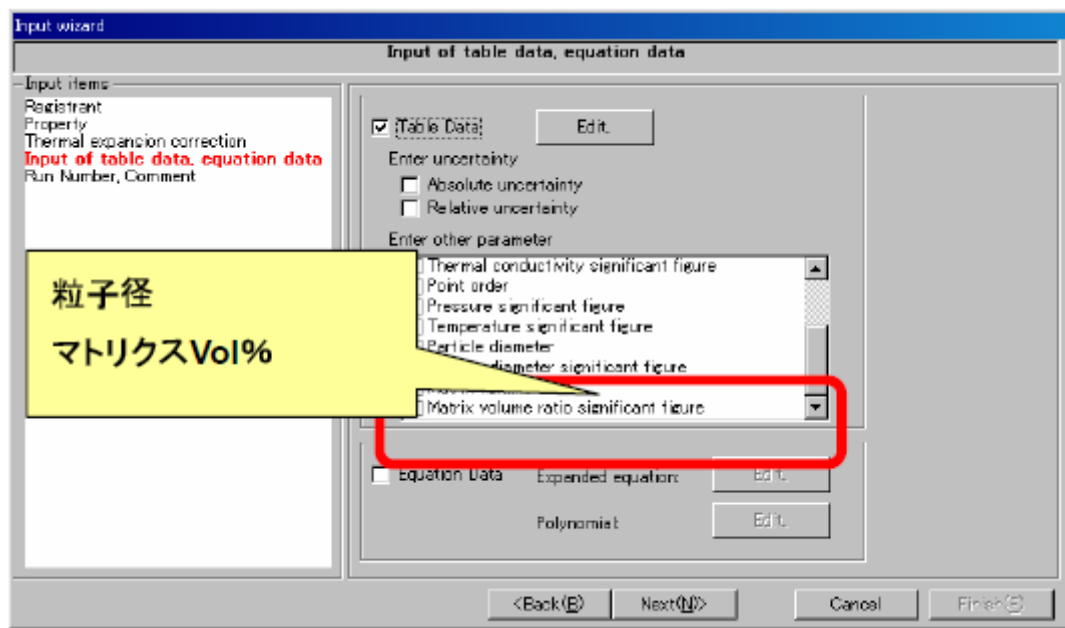 Input wizard
Input of table data, equation data
Input items
Registrant
Property
Thermal expansion correction
Input of table data, equation data
Run Number, Comment
Table Data
Edit.
Enter uncertainty
Absolute uncertainty
Relative uncertainty
Enter other parameter
Thermal conductivity significant figure
Point order
Pressure significant figure
Temperature significant figure
Particle diameter
diameter significant figure
Matrix volume ratio significant figure
粒子径
マトリクスVol%
Equation Data
Expanded equation:
Edit.
Polynomial:
Edit.
<Back(B)
Next(N)>
Cancel
Finish(F)